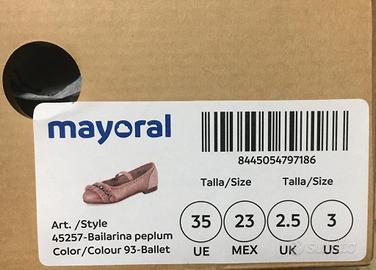 mayoral
8445054797186
Talla/Size Talla/Size
Art. /Style
45257-Bailarina peplum
Color/Colour 93-Ballet
35 23 2.5 3
UE MEX UK US